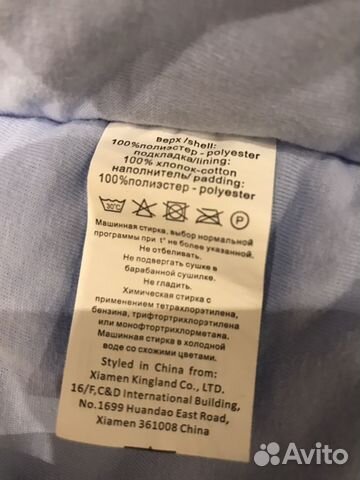 верх /shell:
100%полиэстер - polyester
подкладка/lining:
100% хлопок-cotton
наполнитель/ padding:
100%полиэстер - polyester
30°C
P
Машинная стирка, выбор нормальной
программы при t° не более указанной.
Не отбеливать.
Не подвергать сушке в
барабанной сушилке.
Не гладить.
Химическая стирка с
применением тетрахлорэтилена,
бензина, трифтортрихлорэтилена
или монофтортрихлорметана.
Машинная стирка в холодной
воде со схожими цветами.
Styled in China from:
Xiamen Kingland Co., LTD.
16/F,C&D International Building,
No.1699 Huandao East Road,
Xiamen 361008 China
Avito